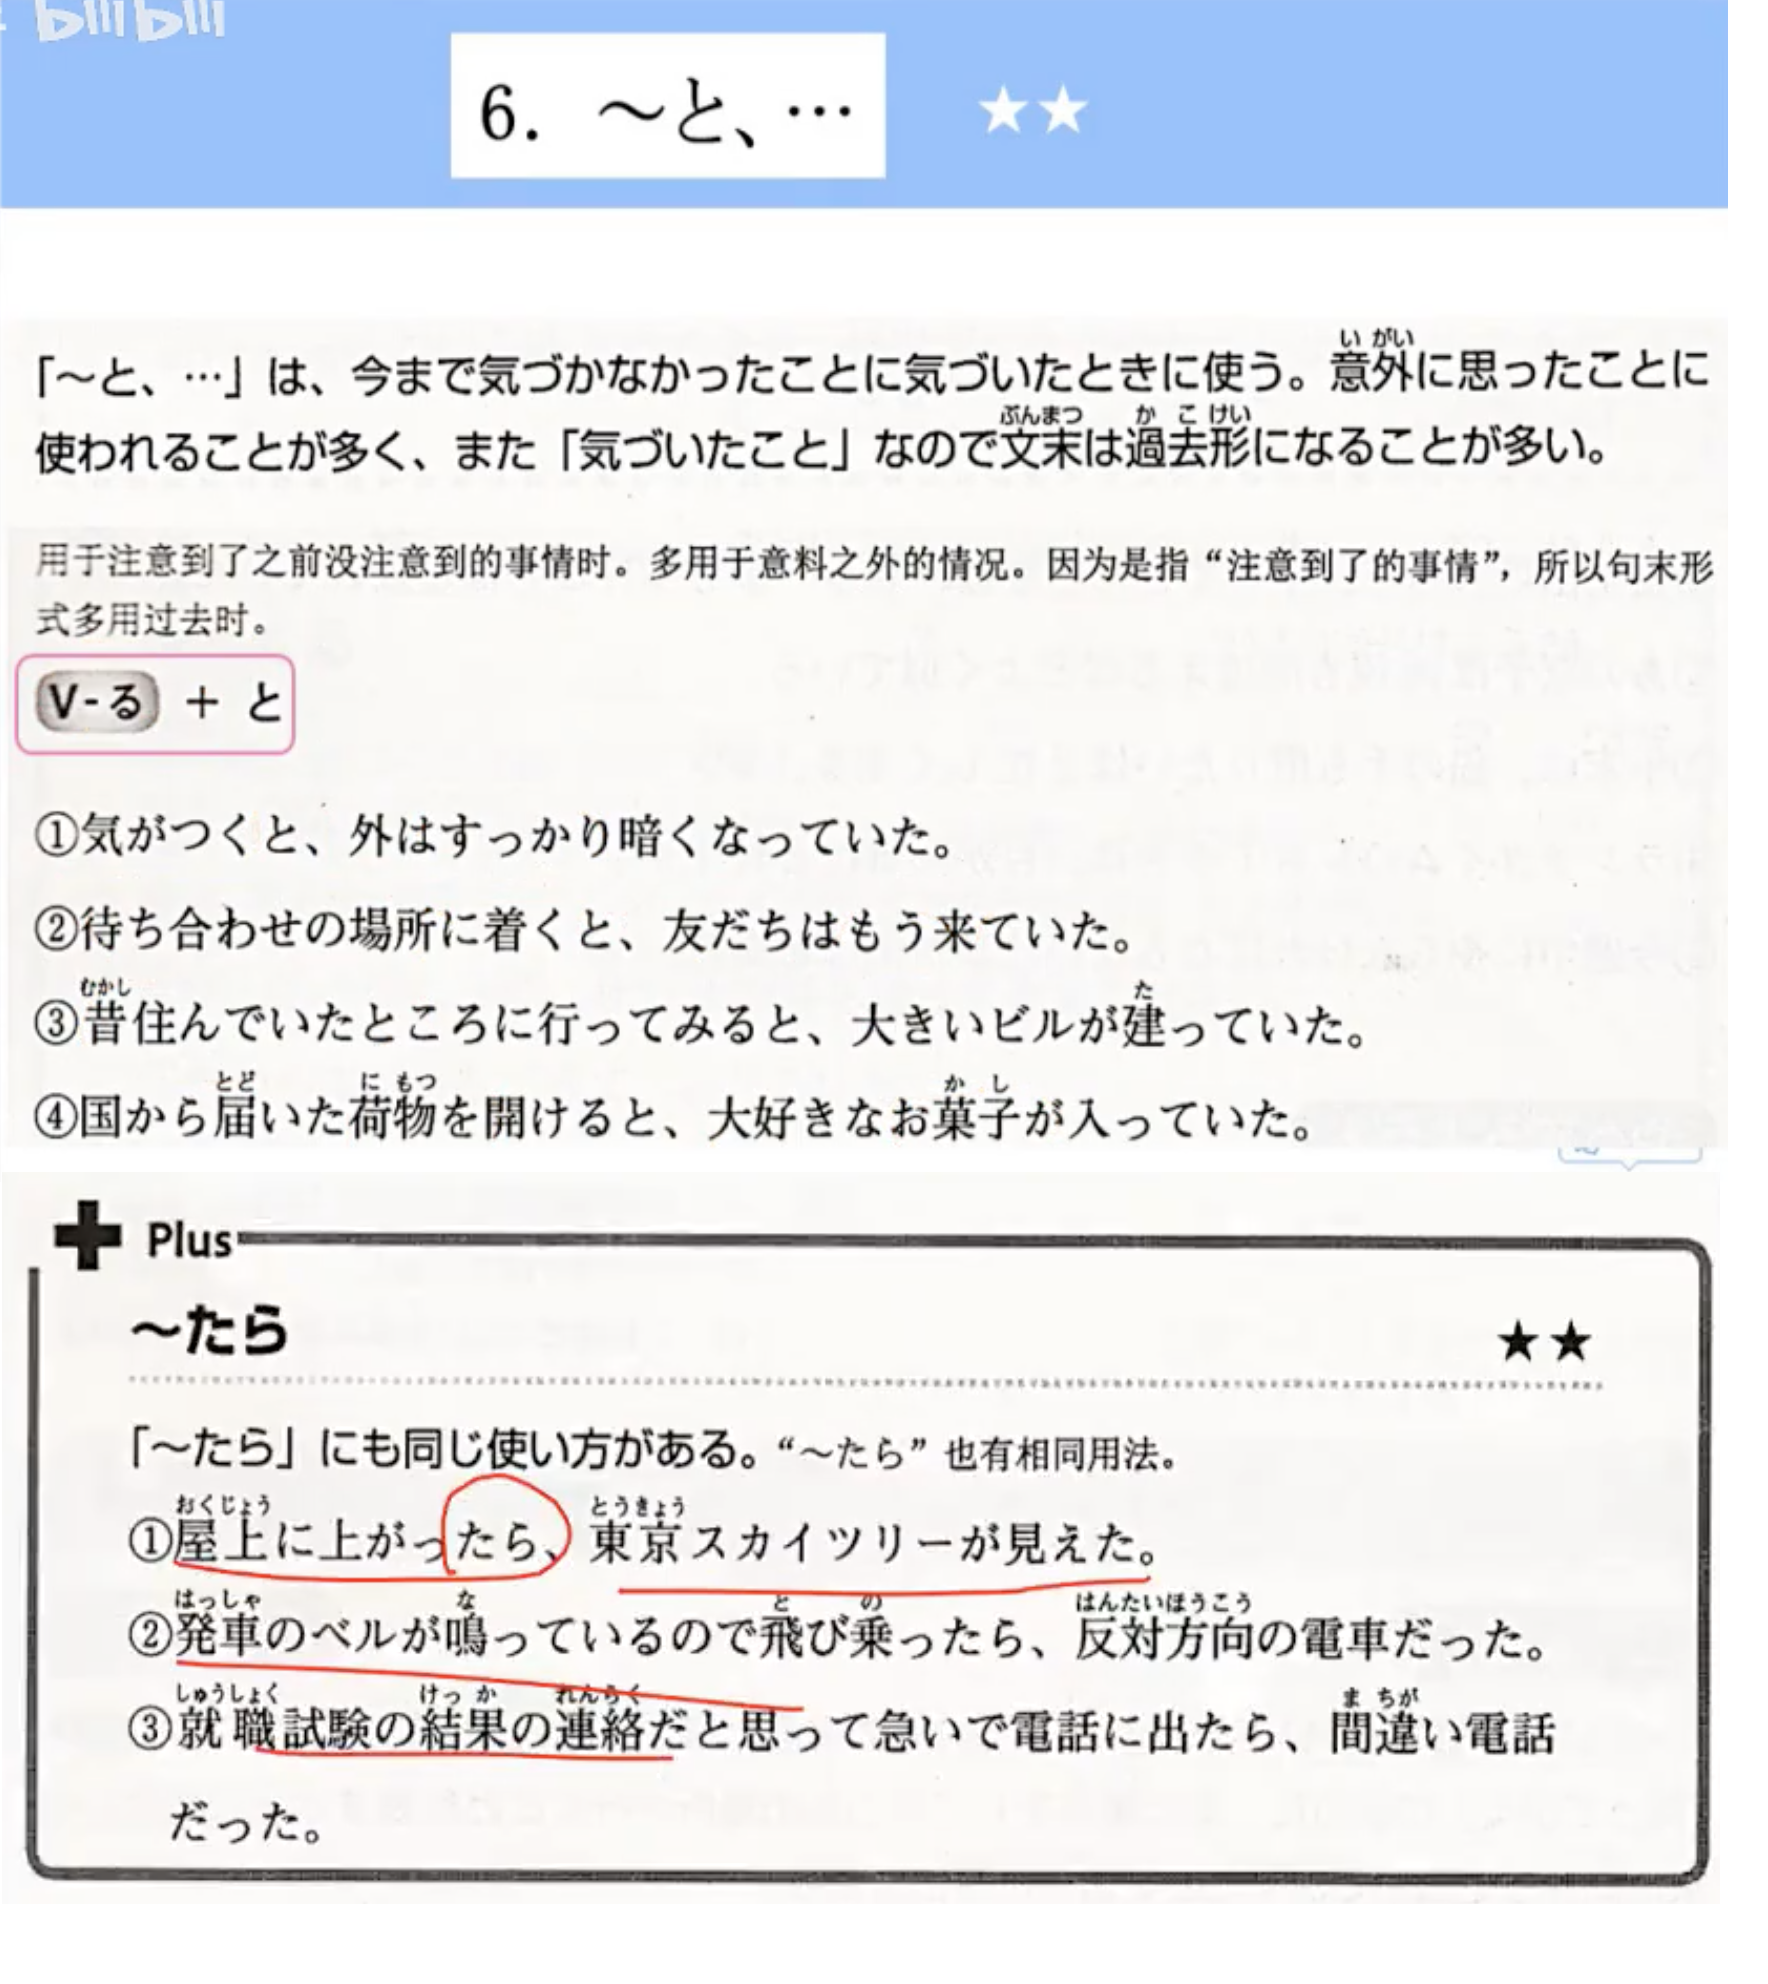 bilibili
6. ～と、… ★★
いがい
「～と、…」は、今まで気づかなかったことに気づいたときに使う。意外に思ったことに
ぶんまつ かこけい
使われることが多く、また「気づいたこと」なので文末は過去形になることが多い。
用于注意到了之前没注意到的事情时。多用于意料之外的情况。因为是指“注意到了的事情”，所以句末形
式多用过去时。
V-る + と
①気がつくと、外はすっかり暗くなっていた。
②待ち合わせの場所に着くと、友だちはもう来ていた。
むかし た
③昔住んでいたところに行ってみると、大きいビルが建っていた。
とど にもつ かし
④国から届いた荷物を開けると、大好きなお菓子が入っていた。
Plus
～たら ★★
「～たら」にも同じ使い方がある。“～たら”也有相同用法。
おくじょう とうきょう
①屋上に上がったら、東京スカイツリーが見えた。
はっしゃ な と の はんたいほうこう
②発車のベルが鳴っているので飛び乗ったら、反対方向の電車だった。
しゅうしょく けっか れんらく まちが
③就職試験の結果の連絡だと思って急いで電話に出たら、間違い電話
だった。